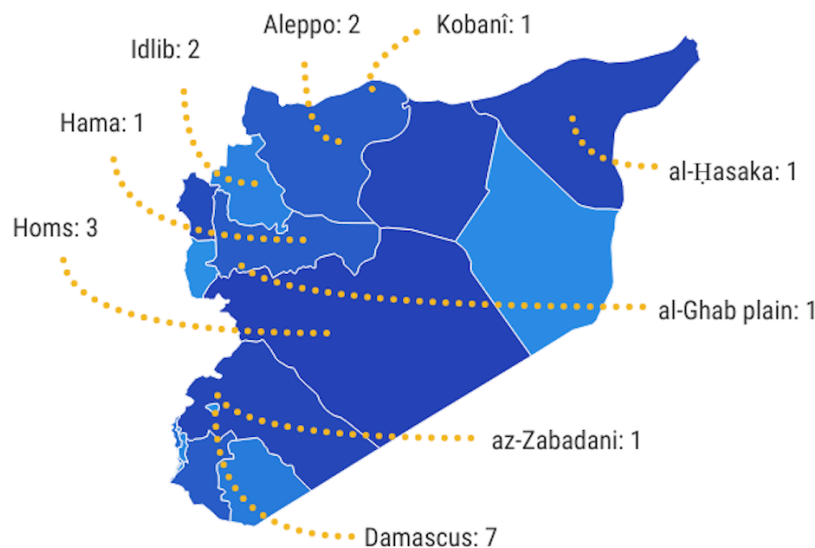 Aleppo: 2
Kobanî: 1
Idlib: 2
Hama: 1
al-Ḥasaka: 1
Homs: 3
al-Ghab plain: 1
az-Zabadani: 1
Damascus: 7